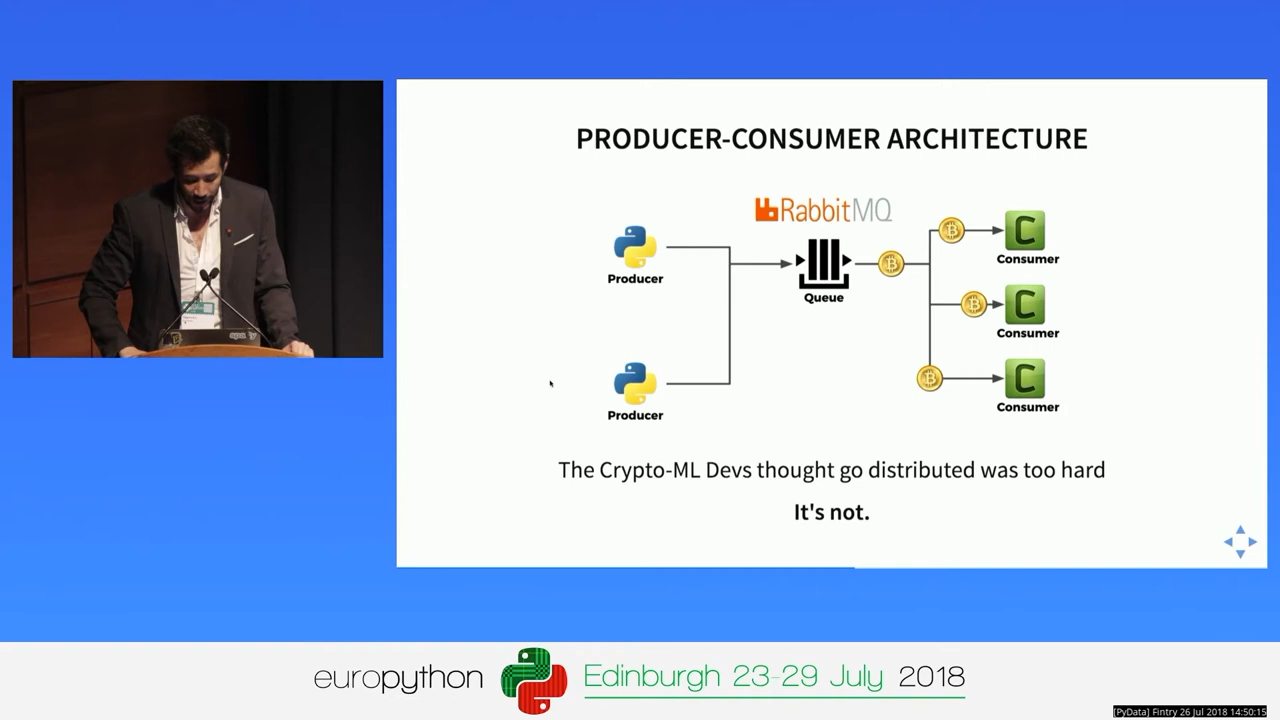 PRODUCER-CONSUMER ARCHITECTURE
RabbitMQ
Producer
Queue
Producer
Consumer
Consumer
Consumer
The Crypto-ML Devs thought go distributed was too hard
It's not.
europython Edinburgh 23-29 July 2018
[PyData] Fintry 26 Jul 2018 14:50:15